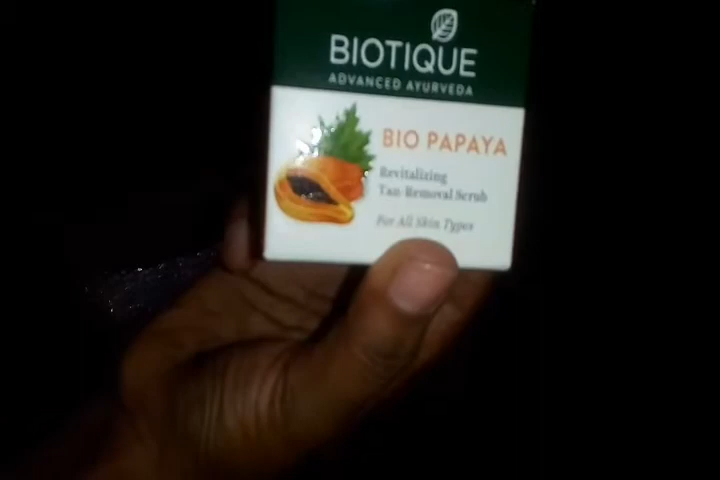 BIOTIQUE
ADVANCED AYURVEDA
BIO PAPAYA
Revitalizing
Tan-Removal Scrub
For All Skin Types